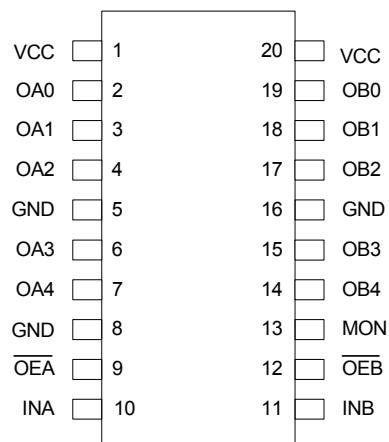 VCC 1 20 VCC
OA0 2 19 OB0
OA1 3 18 OB1
OA2 4 17 OB2
GND 5 16 GND
OA3 6 15 OB3
OA4 7 14 OB4
GND 8 13 MON
O̅E̅A̅ 9 12 O̅E̅B̅
INA 10 11 INB